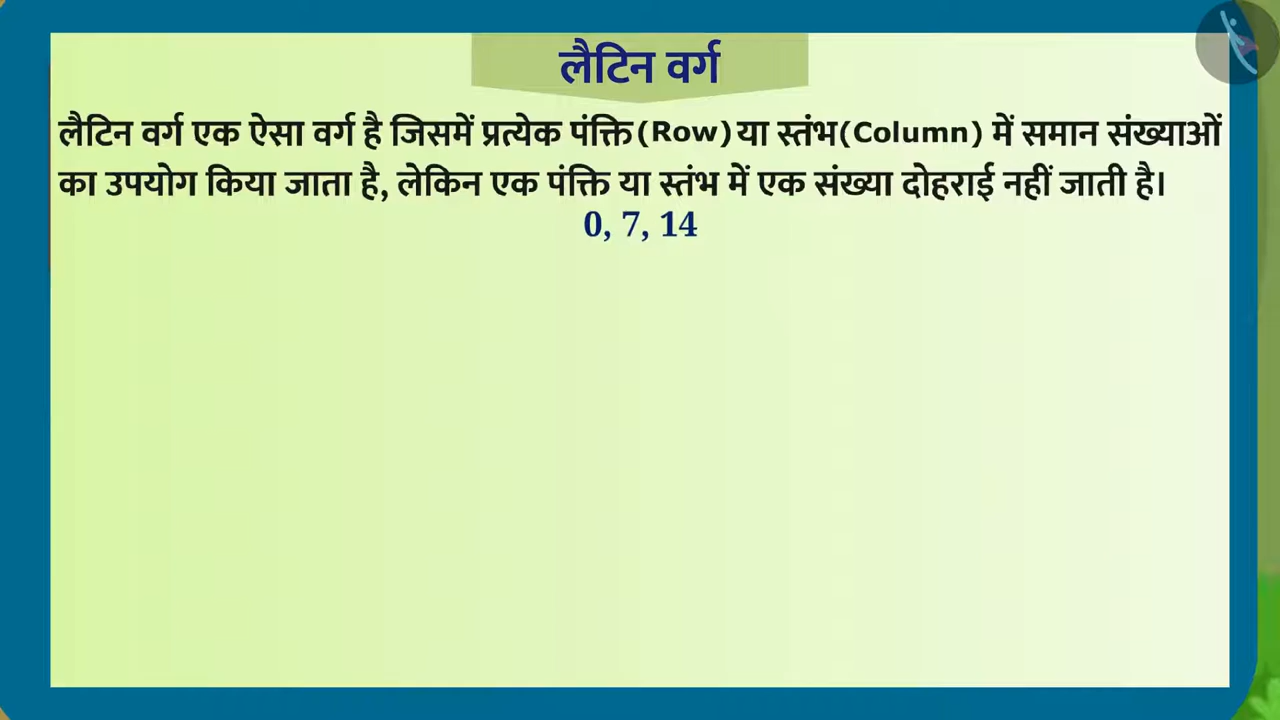 लैटिन वर्ग
लैटिन वर्ग एक ऐसा वर्ग है जिसमें प्रत्येक पंक्ति(Row) या स्तंभ(Column) में समान संख्याओं
का उपयोग किया जाता है, लेकिन एक पंक्ति या स्तंभ में एक संख्या दोहराई नहीं जाती है।
0, 7, 14